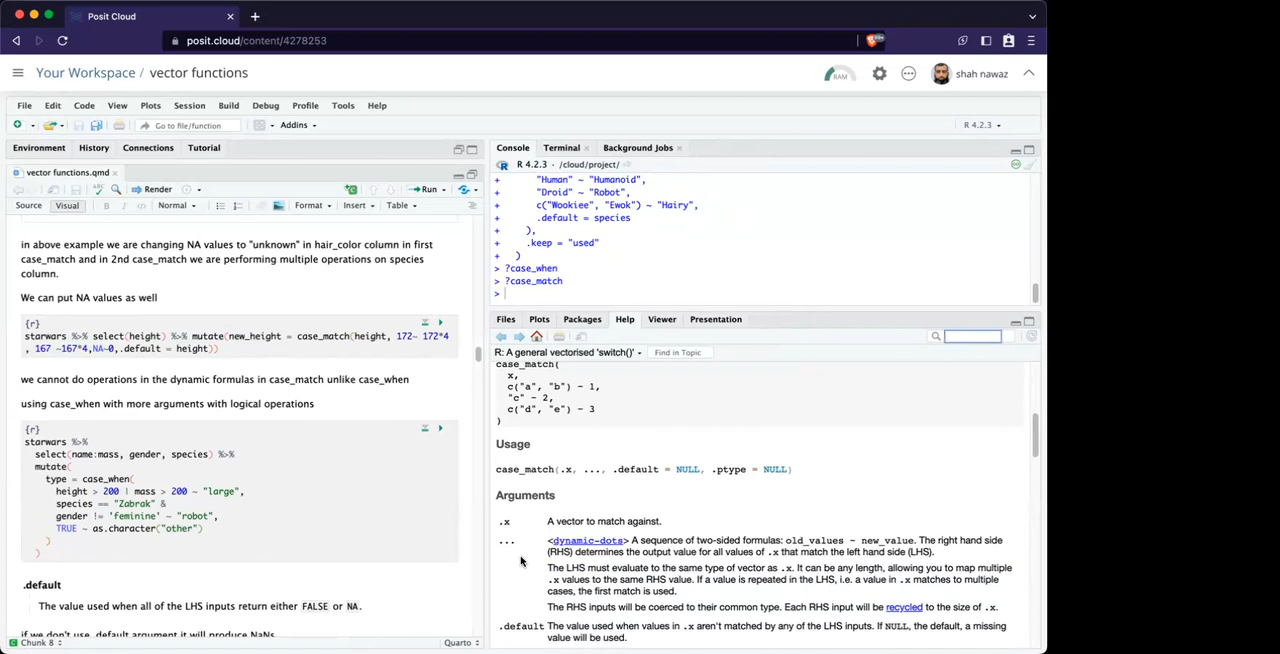 Posit Cloud
posit.cloud/content/4278253
Your Workspace / vector functions
RAM
shah nawaz
File Edit Code View Plots Session Build Debug Profile Tools Help
Go to file/function
Addins
R 4.2.3
Environment History Connections Tutorial
vector functions.qmd
Render
Run
Source Visual B I </> Normal Format Insert Table
in above example we are changing NA values to "unknown" in hair_color column in first
case_match and in 2nd case_match we are performing multiple operations on species
column.
We can put NA values as well
{r}
starwars %>% select(height) %>% mutate(new_height = case_match(height, 172~ 172*4
, 167 ~167*4,NA~0,.default = height))
we cannot do operations in the dynamic formulas in case_match unlike case_when
using case_when with more arguments with logical operations
{r}
starwars %>%
select(name:mass, gender, species) %>%
mutate(
type = case_when(
height > 200 | mass > 200 ~ "large",
species == "Zabrak" &
gender != 'feminine' ~ "robot",
TRUE ~ as.character("other")
)
)
.default
The value used when all of the LHS inputs return either FALSE or NA.
if we don't use .default argument it will produce NaNs
Chunk 8
Quarto
Console Terminal Background Jobs
R 4.2.3 · /cloud/project/
+ "Human" ~ "Humanoid",
+ "Droid" ~ "Robot",
+ c("Wookiee", "Ewok") ~ "Hairy",
+ .default = species
+ ),
+ .keep = "used"
+ )
> ?case_when
> ?case_match
>
Files Plots Packages Help Viewer Presentation
R: A general vectorised 'switch()'
Find in Topic
case_match(
x,
c("a", "b") ~ 1,
"c" ~ 2,
c("d", "e") ~ 3
)
Usage
case_match(.x, ..., .default = NULL, .ptype = NULL)
Arguments
.x A vector to match against.
... <dynamic-dots> A sequence of two-sided formulas: old_values ~ new_value. The right hand side
(RHS) determines the output value for all values of .x that match the left hand side (LHS).
The LHS must evaluate to the same type of vector as .x. It can be any length, allowing you to map multiple
.x values to the same RHS value. If a value is repeated in the LHS, i.e. a value in .x matches to multiple
cases, the first match is used.
The RHS inputs will be coerced to their common type. Each RHS input will be recycled to the size of .x.
.default The value used when values in .x aren't matched by any of the LHS inputs. If NULL, the default, a missing
value will be used.